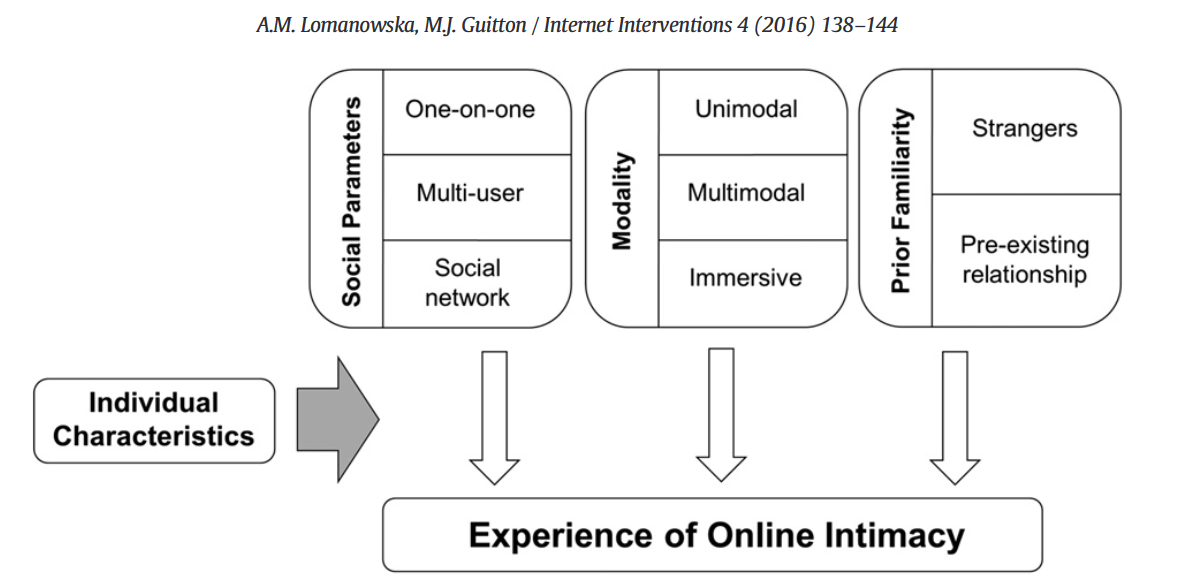 A.M. Lomanowska, M.J. Guitton / Internet Interventions 4 (2016) 138–144
Social Parameters
One-on-one
Multi-user
Social
network
Modality
Unimodal
Multimodal
Immersive
Prior Familiarity
Strangers
Pre-existing
relationship
Individual
Characteristics
Experience of Online Intimacy